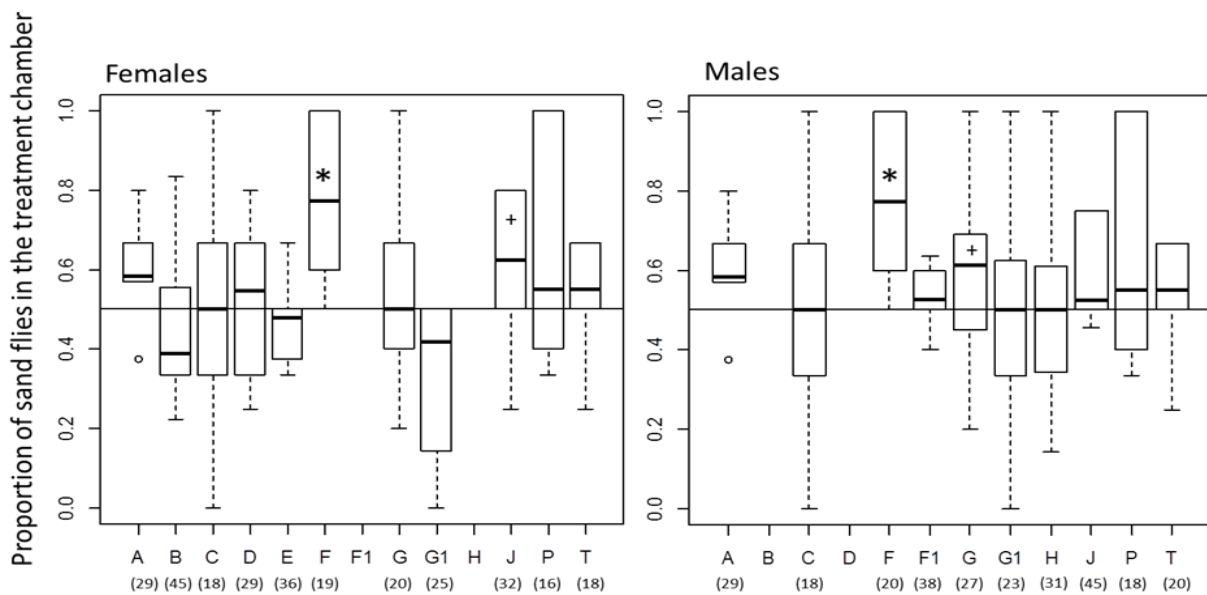 Proportion of sand flies in the treatment chamber
Females
1.0
0.8
0.6
0.4
0.2
0.0
*
+
A B C D E F F1 G G1 H J P T
(29) (45) (18) (29) (36) (19) (20) (25) (32) (16) (18)
Males
1.0
0.8
0.6
0.4
0.2
0.0
*
+
A B C D F F1 G G1 H J P T
(29) (18) (20) (38) (27) (23) (31) (45) (18) (20)